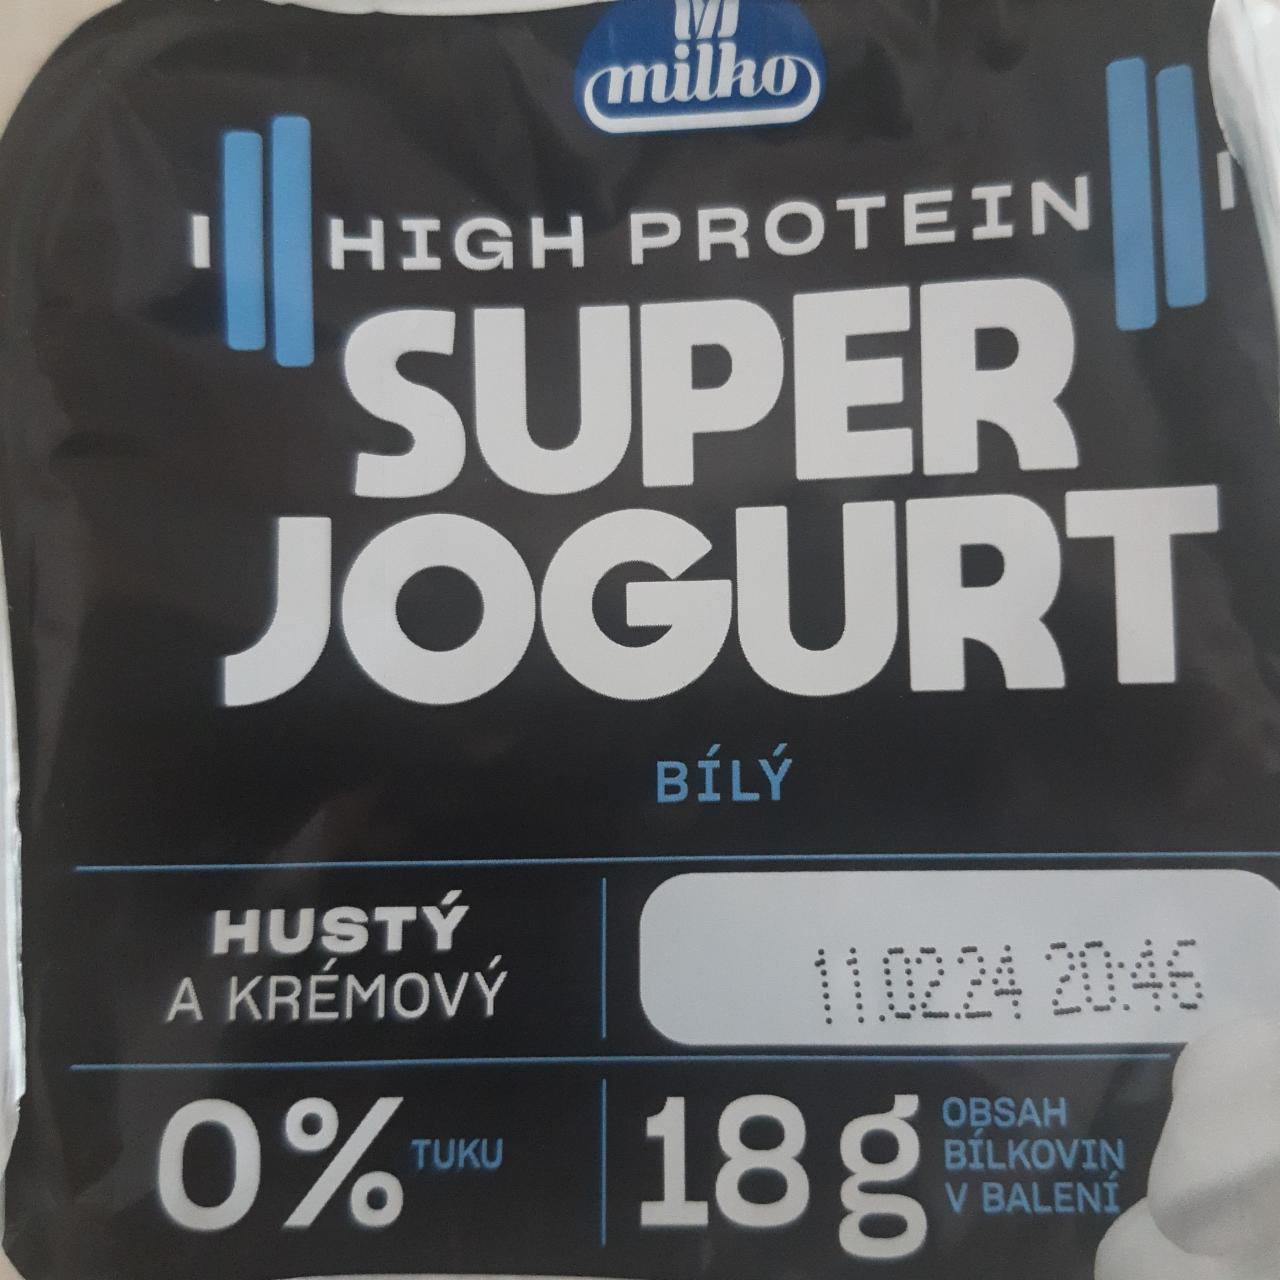 milko
HIGH PROTEIN
SUPER
JOGURT
BÍLÝ
HUSTÝ
A KRÉMOVÝ
11.02.24 20:46
0% TUKU
18g OBSAH
BÍLKOVIN
V BALENÍ